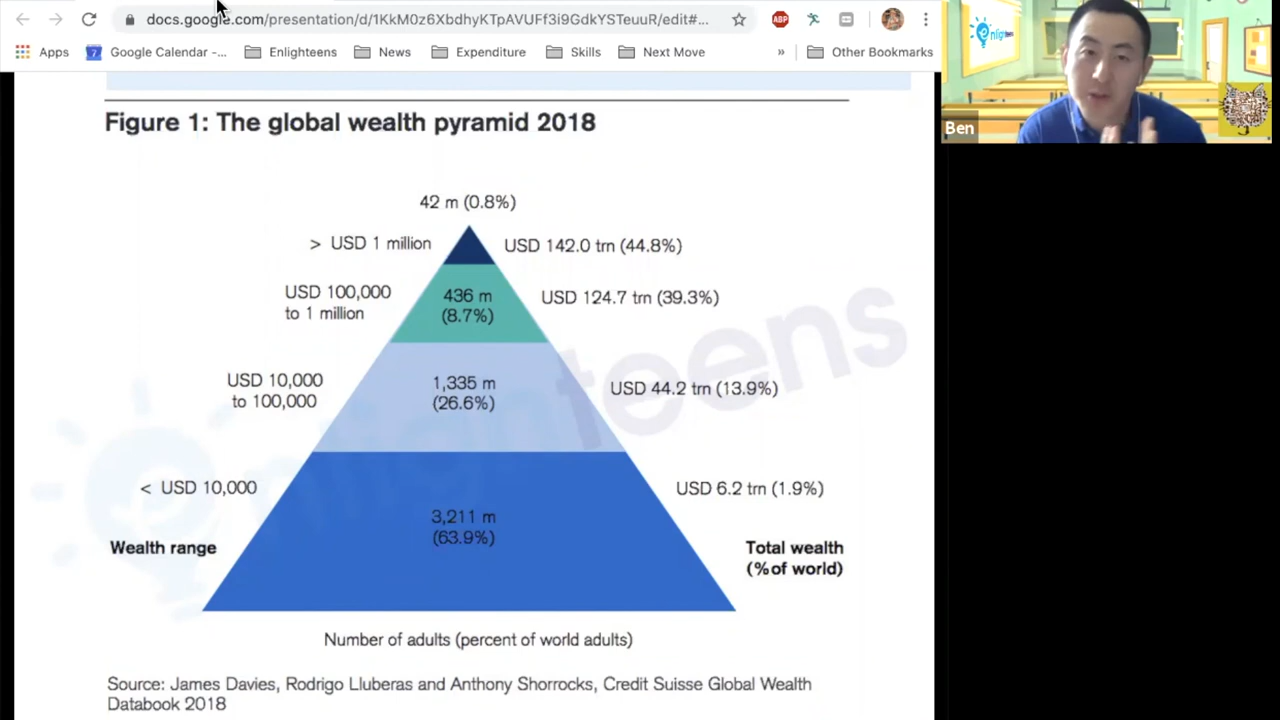 docs.google.com/presentation/d/1KkM0z6XbdhyKTpAVUFf3i9GdkYSTeuuR/edit#...
ABP
Apps
7
Google Calendar -...
Enlighteens
News
Expenditure
Skills
Next Move
»
Other Bookmarks
enlighteens
Ben
Figure 1: The global wealth pyramid 2018
42 m (0.8%)
> USD 1 million
USD 142.0 trn (44.8%)
USD 100,000
to 1 million
436 m
(8.7%)
USD 124.7 trn (39.3%)
USD 10,000
to 100,000
1,335 m
(26.6%)
USD 44.2 trn (13.9%)
< USD 10,000
3,211 m
(63.9%)
USD 6.2 trn (1.9%)
Wealth range
Total wealth
(% of world)
enlighteens
Number of adults (percent of world adults)
Source: James Davies, Rodrigo Lluberas and Anthony Shorrocks, Credit Suisse Global Wealth
Databook 2018